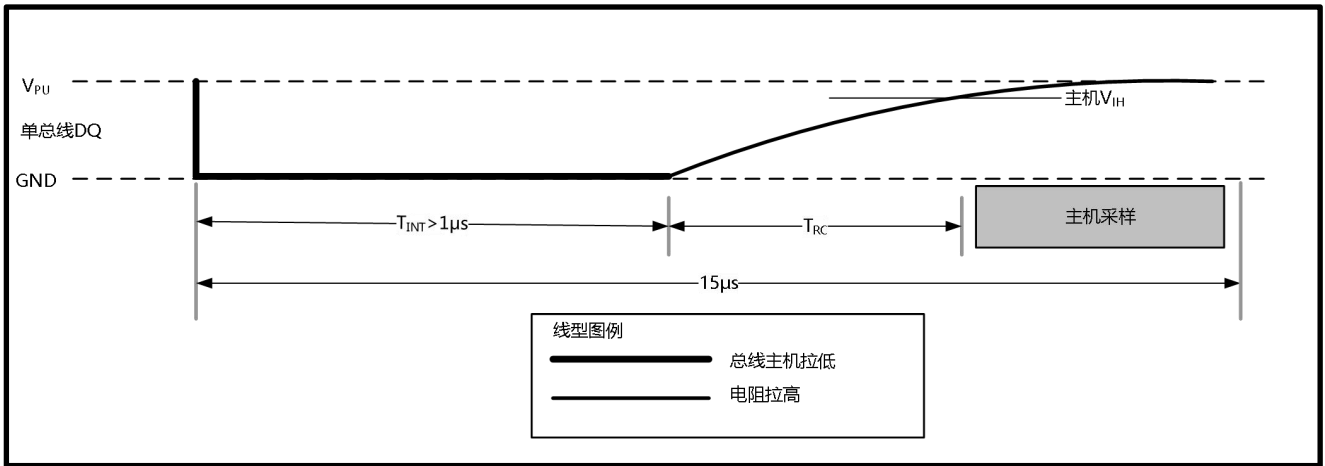 VPU
主机VIH
单总线DQ
GND
TINT>1μs
TRC
主机采样
15μs
线型图例
总线主机拉低
电阻拉高